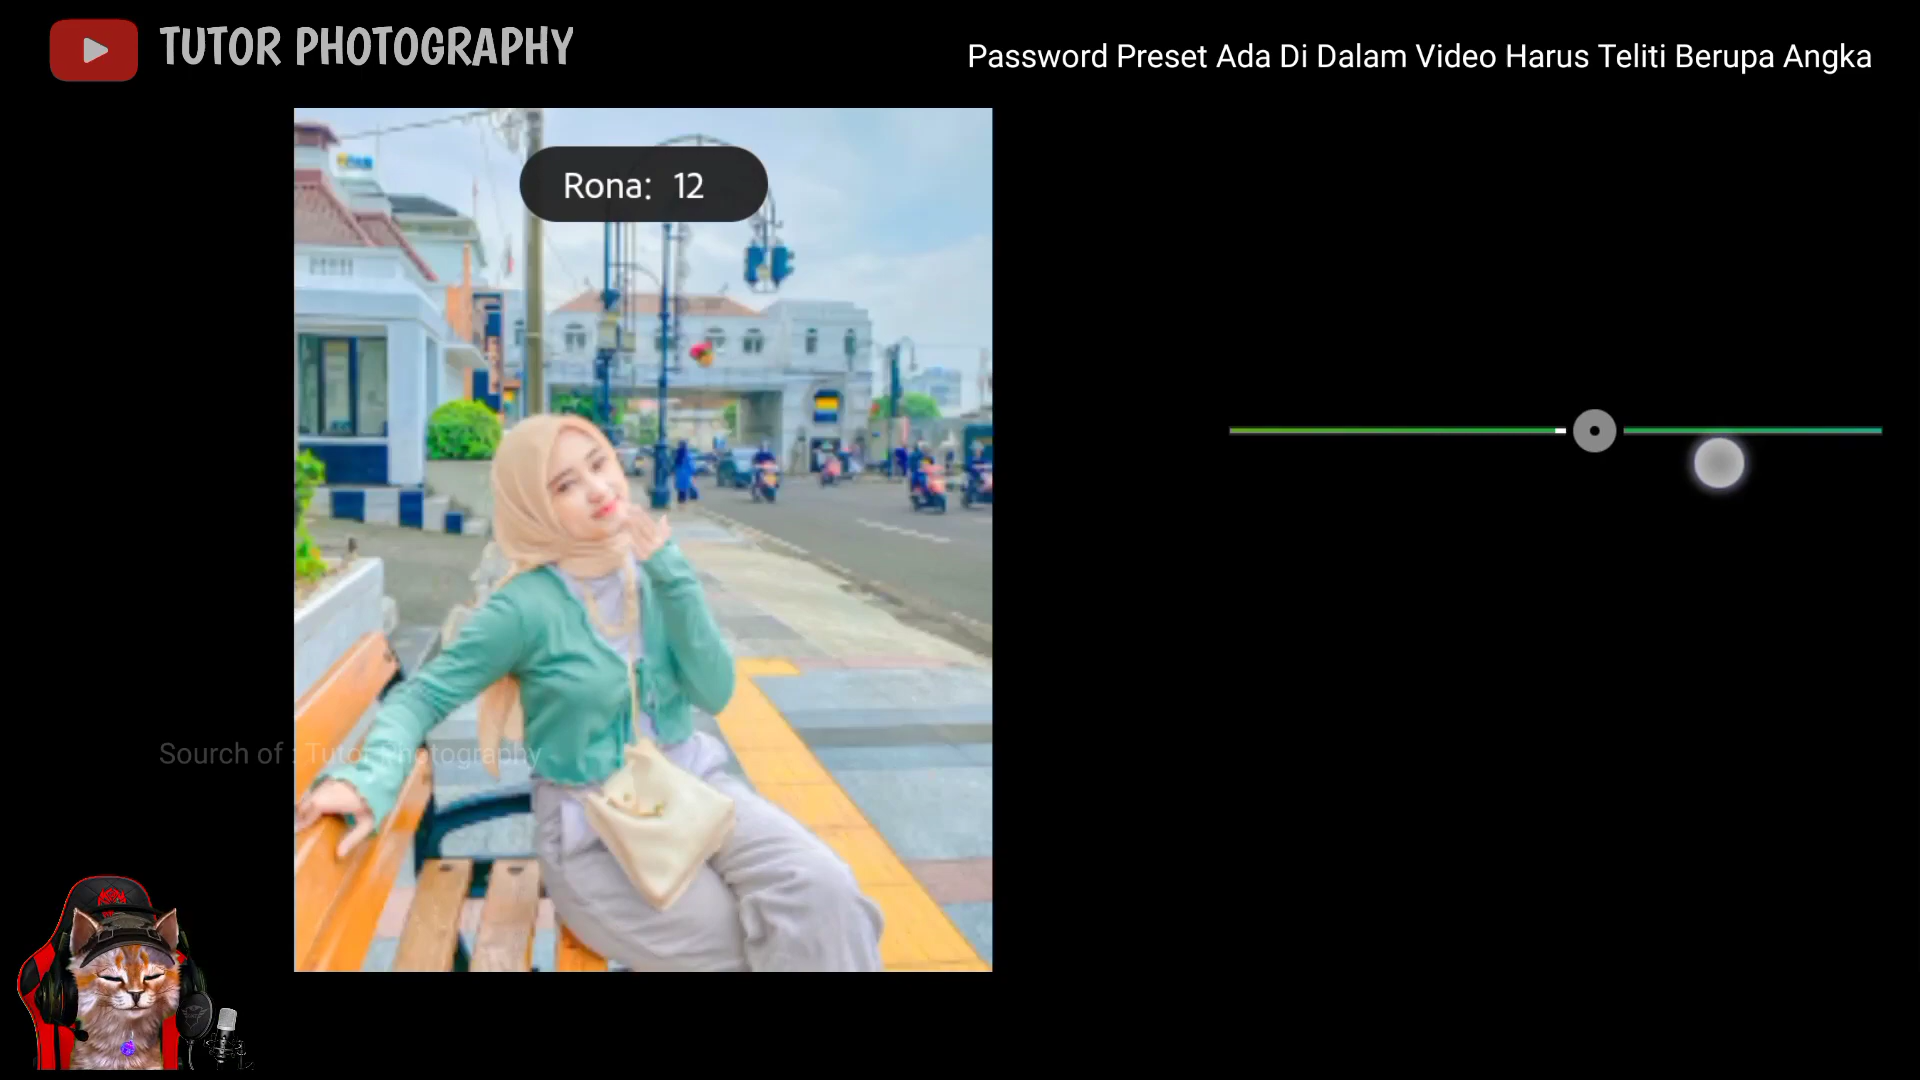 TUTOR PHOTOGRAPHY
Password Preset Ada Di Dalam Video Harus Teliti Berupa Angka
Rona: 12
Sourch of : Tutor Photography